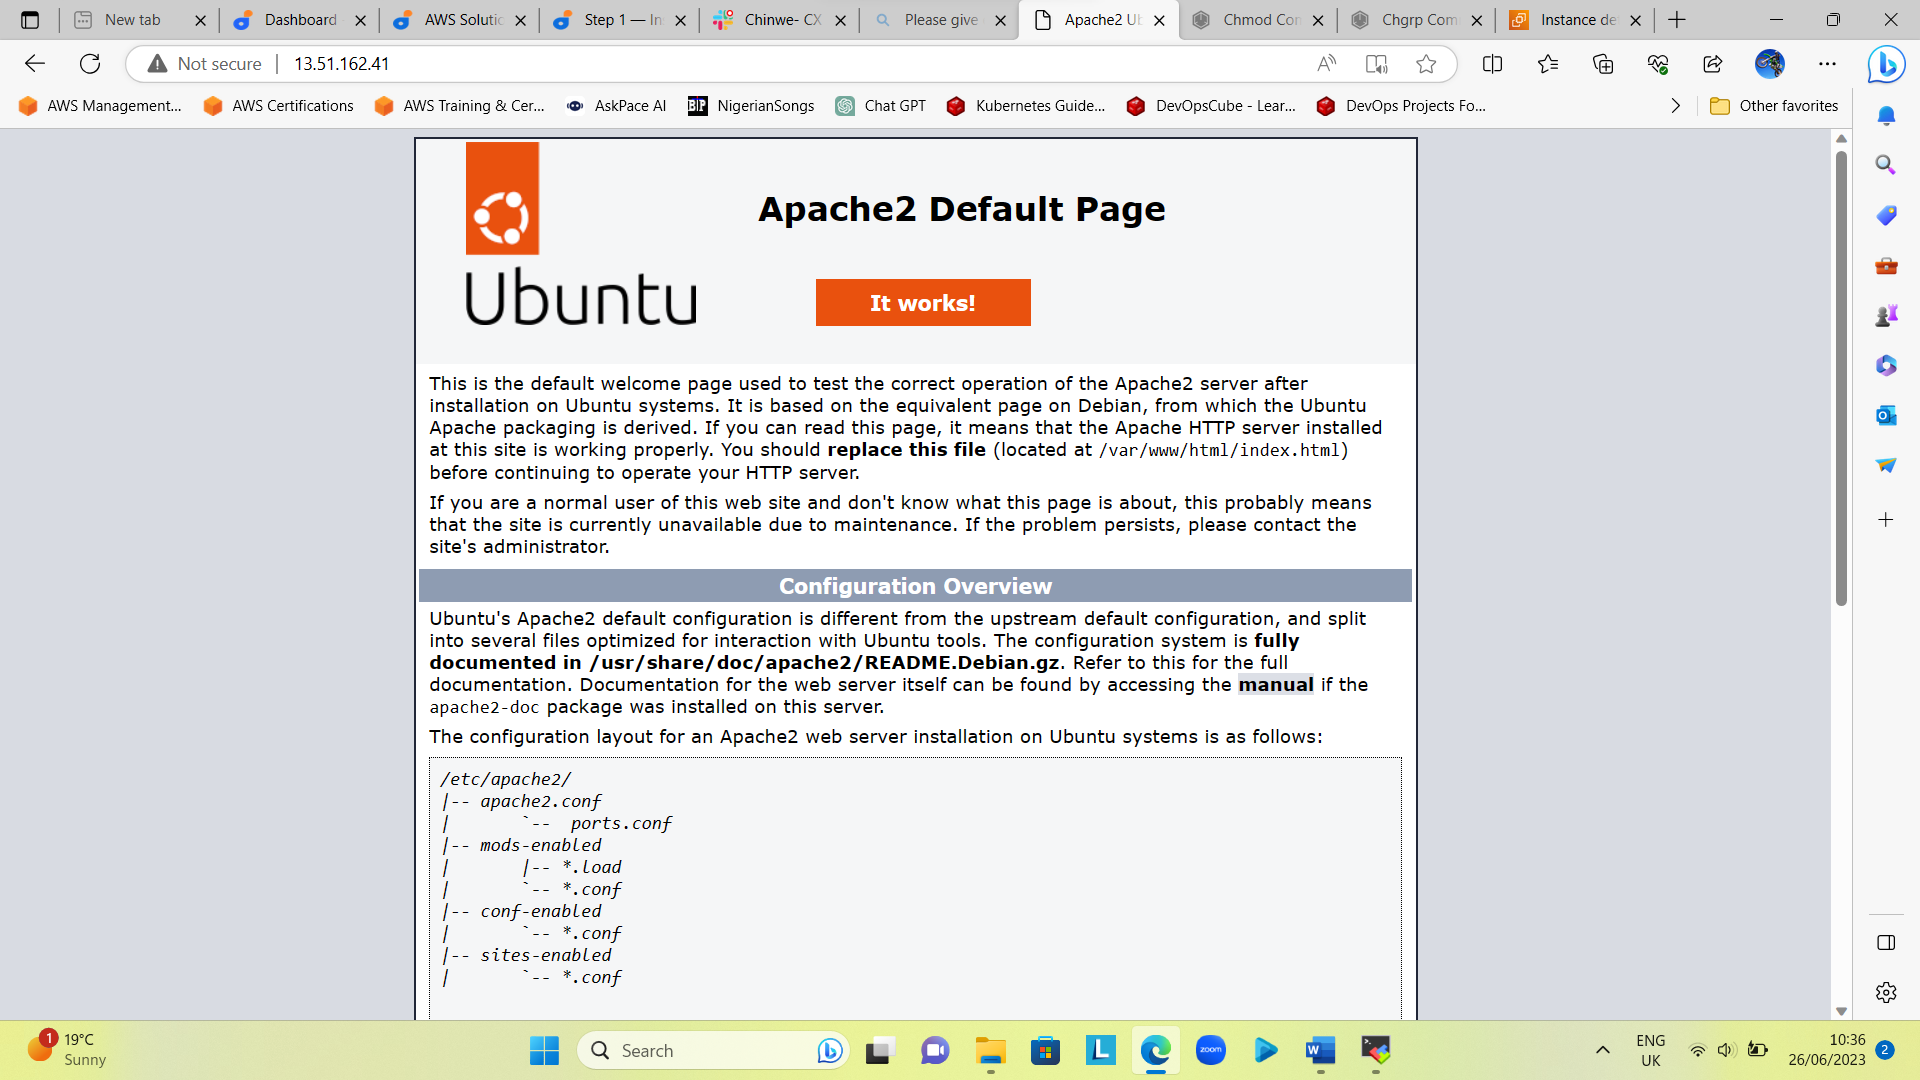 New tab
Dashboard
AWS Solutic
Step 1 — In
Chinwe- CX
Please give
Apache2 Ub
Chmod Con
Chgrp Com
Instance de
Not secure
13.51.162.41
AWS Management...
AWS Certifications
AWS Training & Cer...
AskPace AI
NigerianSongs
Chat GPT
Kubernetes Guide...
DevOpsCube - Lear...
DevOps Projects Fo...
Other favorites
Ubuntu
Apache2 Default Page
It works!
This is the default welcome page used to test the correct operation of the Apache2 server after
installation on Ubuntu systems. It is based on the equivalent page on Debian, from which the Ubuntu
Apache packaging is derived. If you can read this page, it means that the Apache HTTP server installed
at this site is working properly. You should replace this file (located at /var/www/html/index.html)
before continuing to operate your HTTP server.
If you are a normal user of this web site and don't know what this page is about, this probably means
that the site is currently unavailable due to maintenance. If the problem persists, please contact the
site's administrator.
Configuration Overview
Ubuntu's Apache2 default configuration is different from the upstream default configuration, and split
into several files optimized for interaction with Ubuntu tools. The configuration system is fully
documented in /usr/share/doc/apache2/README.Debian.gz. Refer to this for the full
documentation. Documentation for the web server itself can be found by accessing the manual if the
apache2-doc package was installed on this server.
The configuration layout for an Apache2 web server installation on Ubuntu systems is as follows:
/etc/apache2/
|-- apache2.conf
|       `--  ports.conf
|-- mods-enabled
|       |-- *.load
|       `-- *.conf
|-- conf-enabled
|       `-- *.conf
|-- sites-enabled
|       `-- *.conf
1
19°C
Sunny
Search
zoom
ENG
UK
10:36
26/06/2023
2